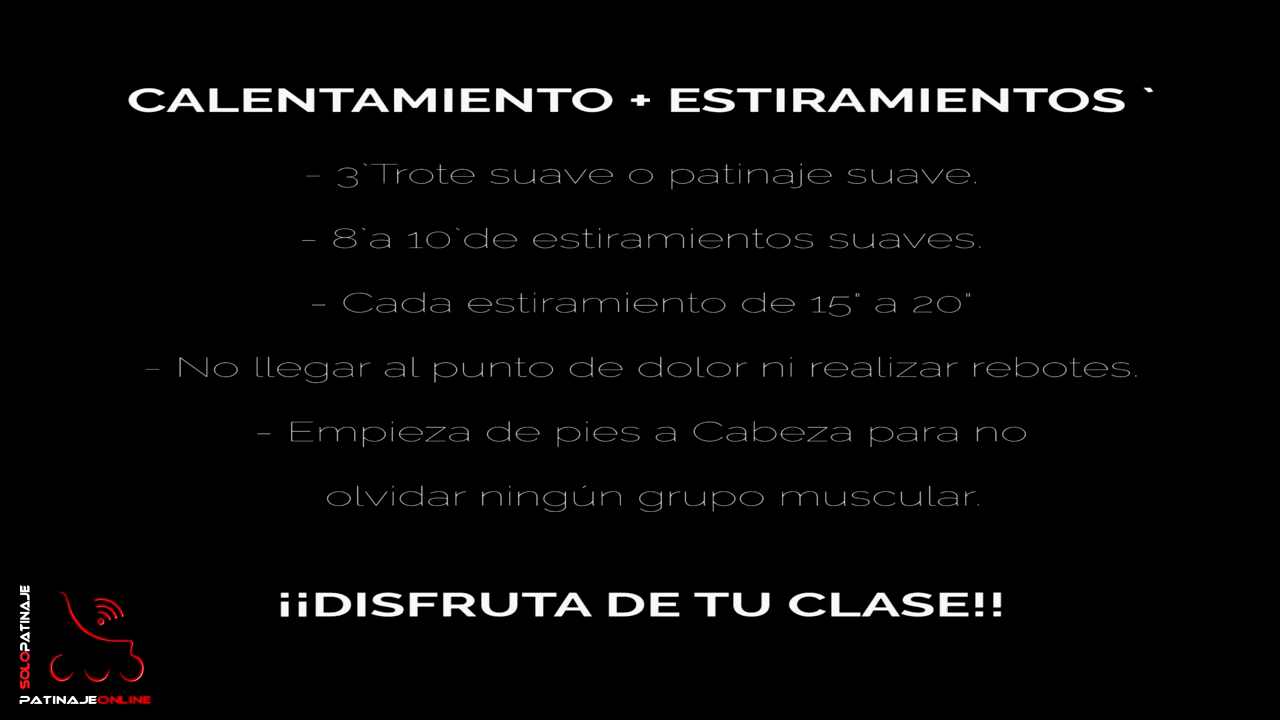 CALENTAMIENTO + ESTIRAMIENTOS `
- 3`Trote suave o patinaje suave.
- 8`a 10`de estiramientos suaves.
- Cada estiramiento de 15" a 20"
- No llegar al punto de dolor ni realizar rebotes.
- Empieza de pies a Cabeza para no
olvidar ningún grupo muscular.
¡¡DISFRUTA DE TU CLASE!!
SOLOPATINAJE
PATINAJEONLINE